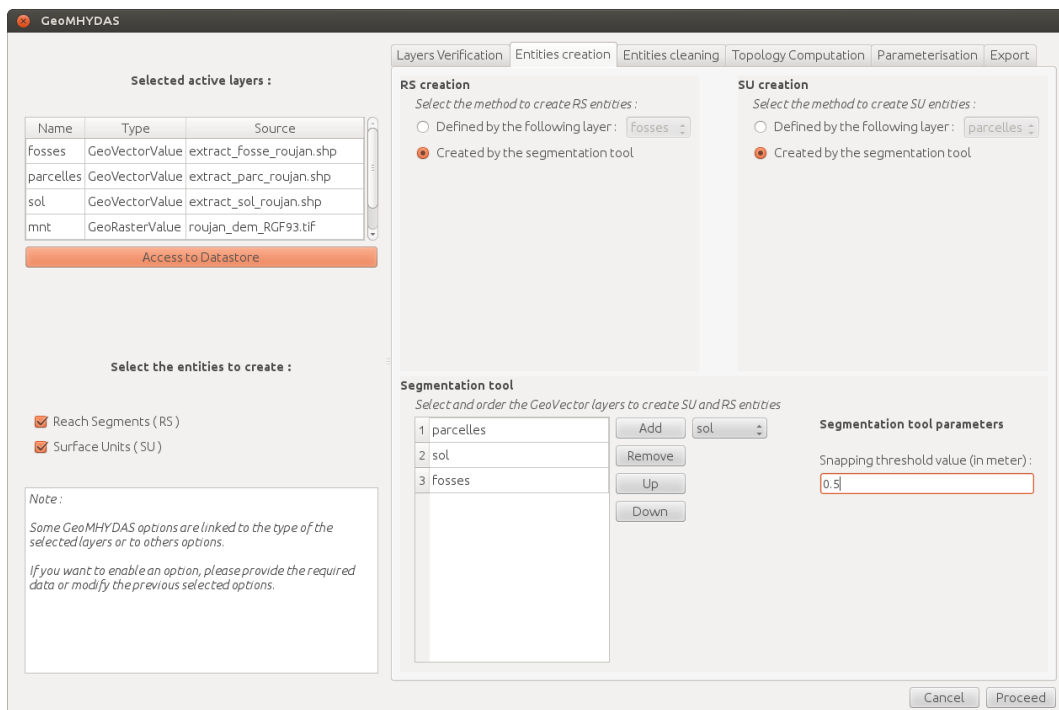 GeoMHYDAS
Selected active layers :
Name Type Source
fosses GeoVectorValue extract_fosse_roujan.shp
parcelles GeoVectorValue extract_parc_roujan.shp
sol GeoVectorValue extract_sol_roujan.shp
mnt GeoRasterValue roujan_dem_RGF93.tif
Access to Datastore
Select the entities to create :
Reach Segments ( RS )
Surface Units ( SU )
Note :
Some GeoMHYDAS options are linked to the type of the
selected layers or to others options.
If you want to enable an option, please provide the required
data or modify the previous selected options.
Layers Verification Entities creation Entities cleaning Topology Computation Parameterisation Export
RS creation
Select the method to create RS entities :
Defined by the following layer : fosses
Created by the segmentation tool
SU creation
Select the method to create SU entities :
Defined by the following layer : parcelles
Created by the segmentation tool
Segmentation tool
Select and order the GeoVector layers to create SU and RS entities
1 parcelles
2 sol
3 fosses
Add sol
Remove
Up
Down
Segmentation tool parameters
Snapping threshold value (in meter) :
0.5
Cancel Proceed